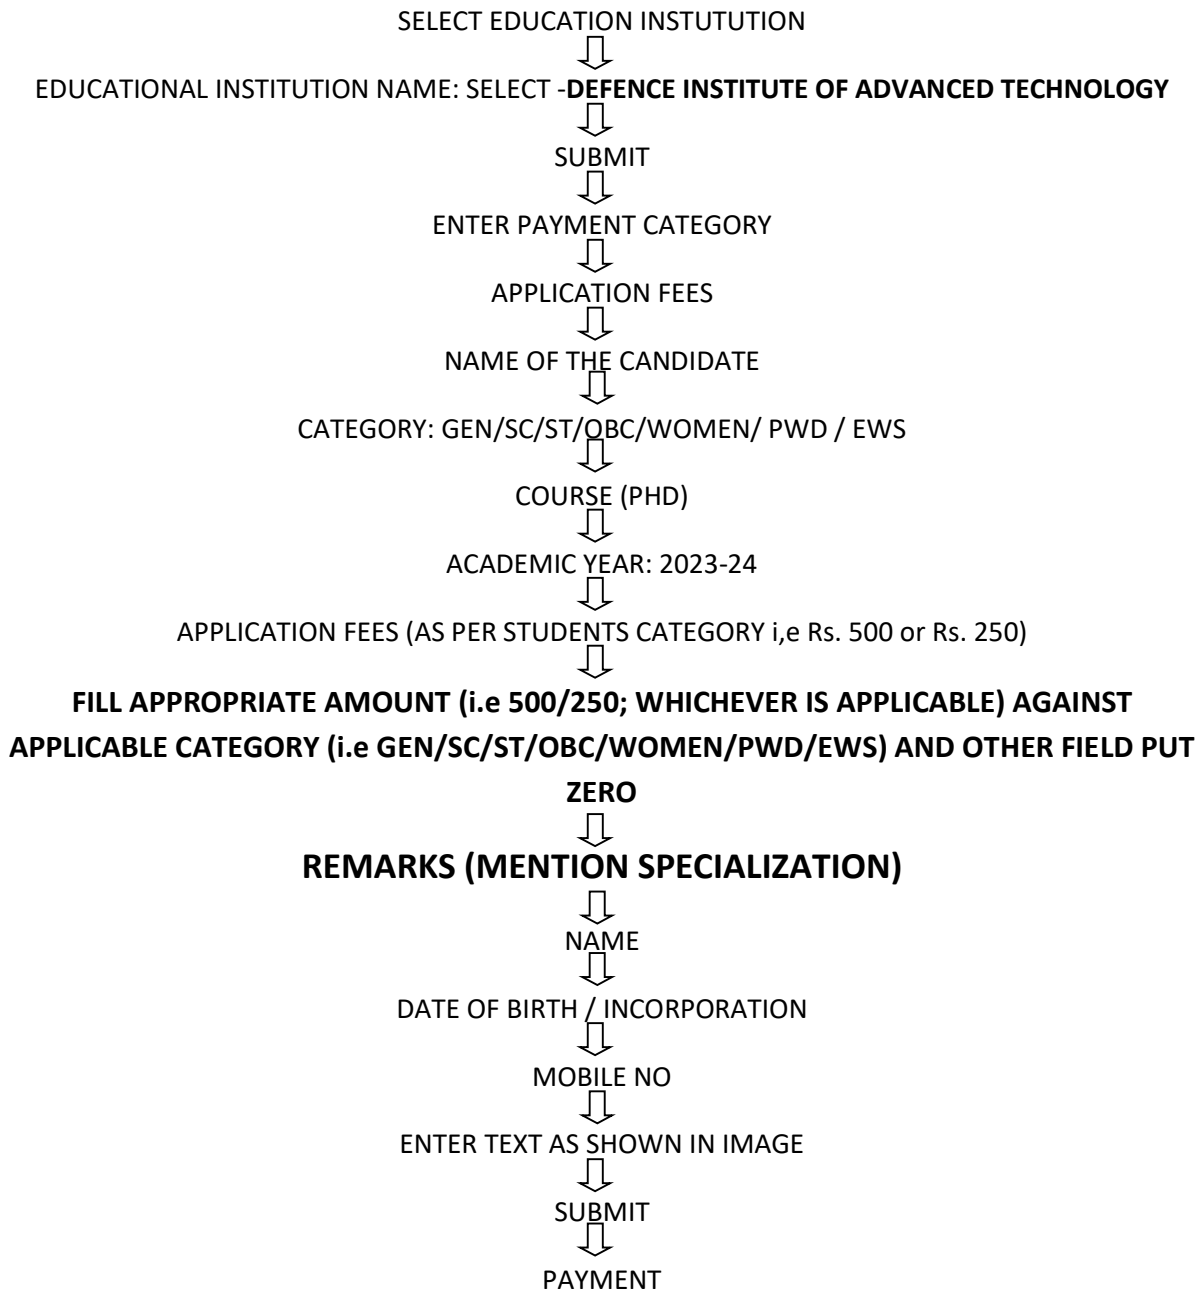 SELECT EDUCATION INSTUTUTION
EDUCATIONAL INSTITUTION NAME: SELECT -DEFENCE INSTITUTE OF ADVANCED TECHNOLOGY
SUBMIT
ENTER PAYMENT CATEGORY
APPLICATION FEES
NAME OF THE CANDIDATE
CATEGORY: GEN/SC/ST/OBC/WOMEN/ PWD / EWS
COURSE (PHD)
ACADEMIC YEAR: 2023-24
APPLICATION FEES (AS PER STUDENTS CATEGORY i,e Rs. 500 or Rs. 250)
FILL APPROPRIATE AMOUNT (i.e 500/250; WHICHEVER IS APPLICABLE) AGAINST
APPLICABLE CATEGORY (i.e GEN/SC/ST/OBC/WOMEN/PWD/EWS) AND OTHER FIELD PUT
ZERO
REMARKS (MENTION SPECIALIZATION)
NAME
DATE OF BIRTH / INCORPORATION
MOBILE NO
ENTER TEXT AS SHOWN IN IMAGE
SUBMIT
PAYMENT